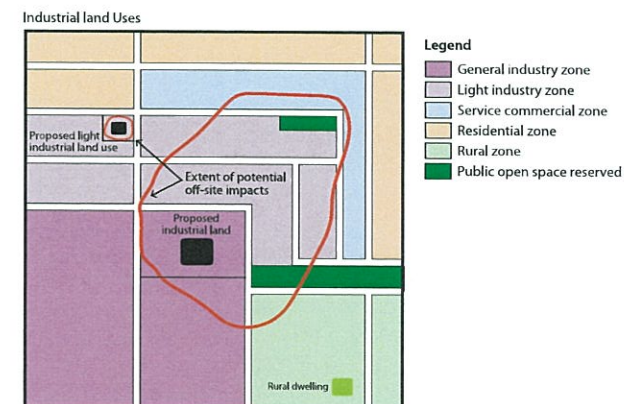 Industrial land Uses
Proposed light
industrial land use
Extent of potential
off-site impacts
Proposed
industrial land
Rural dwelling
Legend
General industry zone
Light industry zone
Service commercial zone
Residential zone
Rural zone
Public open space reserved